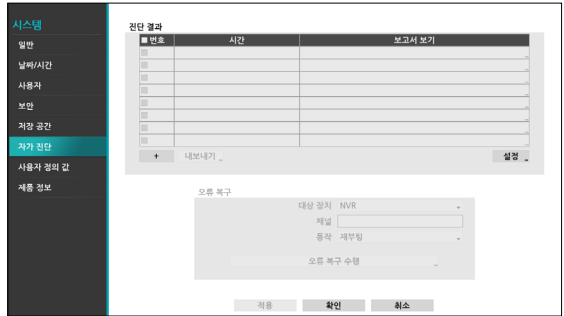 시스템
일반
날짜/시간
사용자
보안
저장 공간
자가 진단
사용자 정의 값
제품 정보
진단 결과
번호 시간 보고서 보기
+ 내보내기 설정
오류 복구
대상 장치 NVR
채널
동작 재부팅
오류 복구 수행
적용 확인 취소